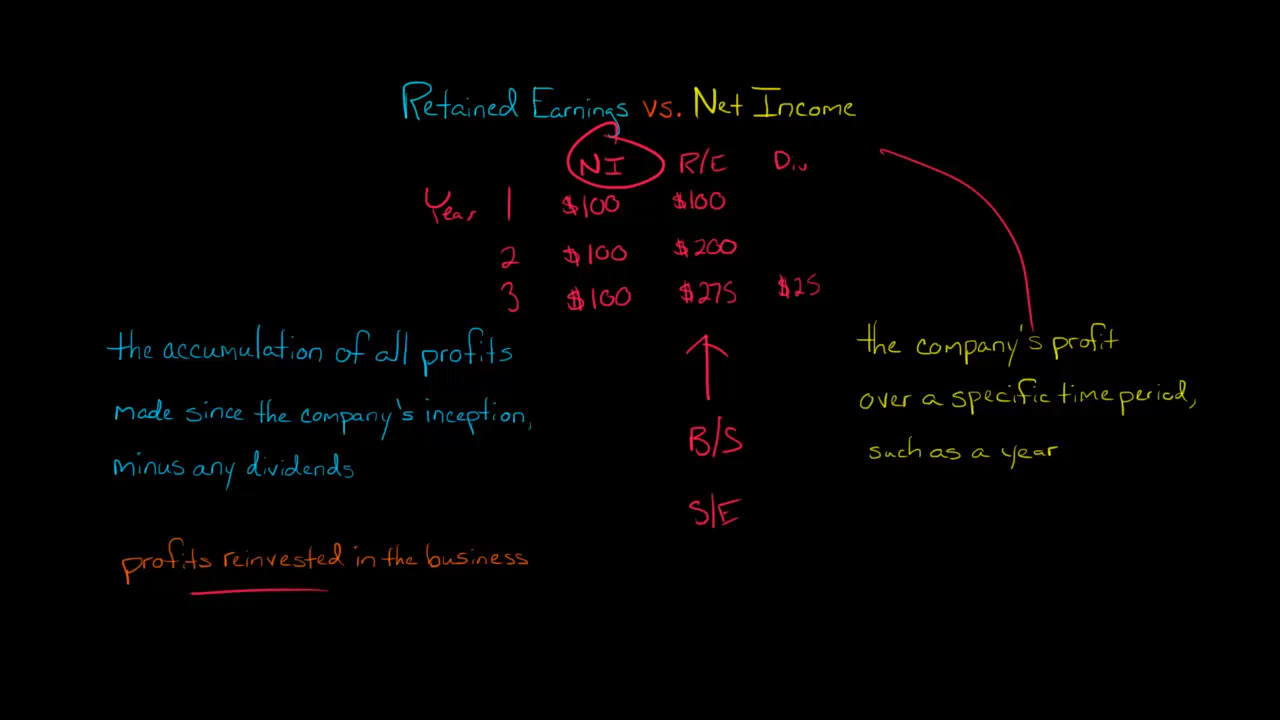 Retained Earnings vs. Net Income
NI R/E Div
Year 1 $100 $100
2 $100 $200
3 $100 $275 $25
the accumulation of all profits
made since the company's inception,
minus any dividends
profits reinvested in the business
B/S
S/E
the company's profit
over a specific time period,
such as a year